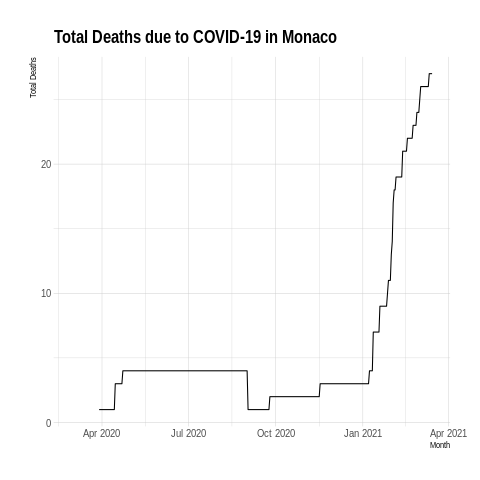 Total Deaths due to COVID-19 in Monaco
Total Deaths
20
10
0
Apr 2020 Jul 2020 Oct 2020 Jan 2021 Apr 2021
Month